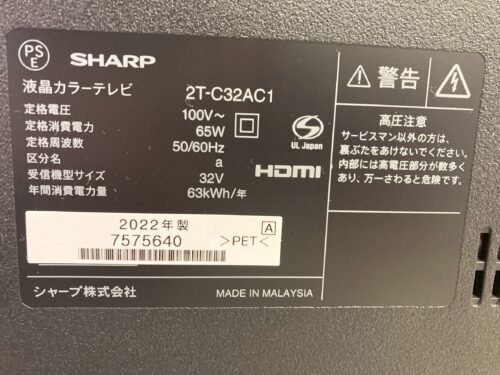 PSE
SHARP
液晶カラーテレビ 2T-C32AC1
定格電圧 100V～
定格消費電力 65W
定格周波数 50/60Hz
区分名 a
受信機型サイズ 32V
年間消費電力量 63kWh/年
UL Japan
HDMI
2022年製 A
7575640 >PET<
シャープ株式会社 MADE IN MALAYSIA
警告
高圧注意
サービスマン以外の方は、
裏ぶたをあけないでください。
内部には高電圧部分が数多く
あり、万一さわると危険です。